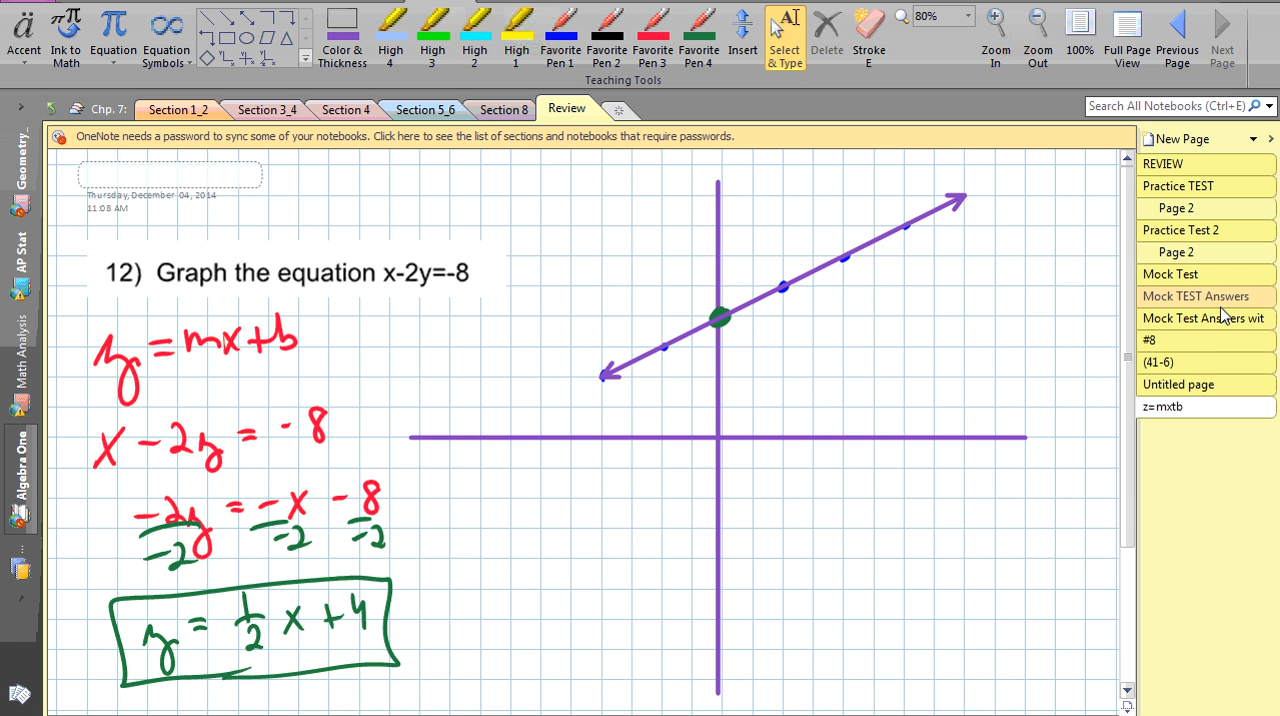 Accent
Ink to Math
Equation
Equation Symbols
Color & Thickness
High 4
High 3
High 2
High 1
Favorite Pen 1
Favorite Pen 2
Favorite Pen 3
Favorite Pen 4
Insert
Select & Type
Delete
Stroke E
80%
Zoom In
Zoom Out
100%
Full View
Previous Page
Next Page
Teaching Tools
Chp. 7:
Section 1_2
Section 3_4
Section 4
Section 5_6
Section 8
Review
Search All Notebooks (Ctrl+E)
OneNote needs a password to sync some of your notebooks. Click here to see the list of sections and notebooks that require passwords.
New Page
Geometry...
AP Stat
Math Analysis
Algebra One
Thursday, December 04, 2014
11:08 AM
12) Graph the equation x-2y=-8
y = mx+b
x - 2y = -8
-2y = -x - 8
-2 -2 -2
y = 1/2 x + 4
REVIEW
Practice TEST
Page 2
Practice Test 2
Page 2
Mock Test
Mock TEST Answers
Mock Test Answers wit
#8
(41-6)
Untitled page
z=mxtb